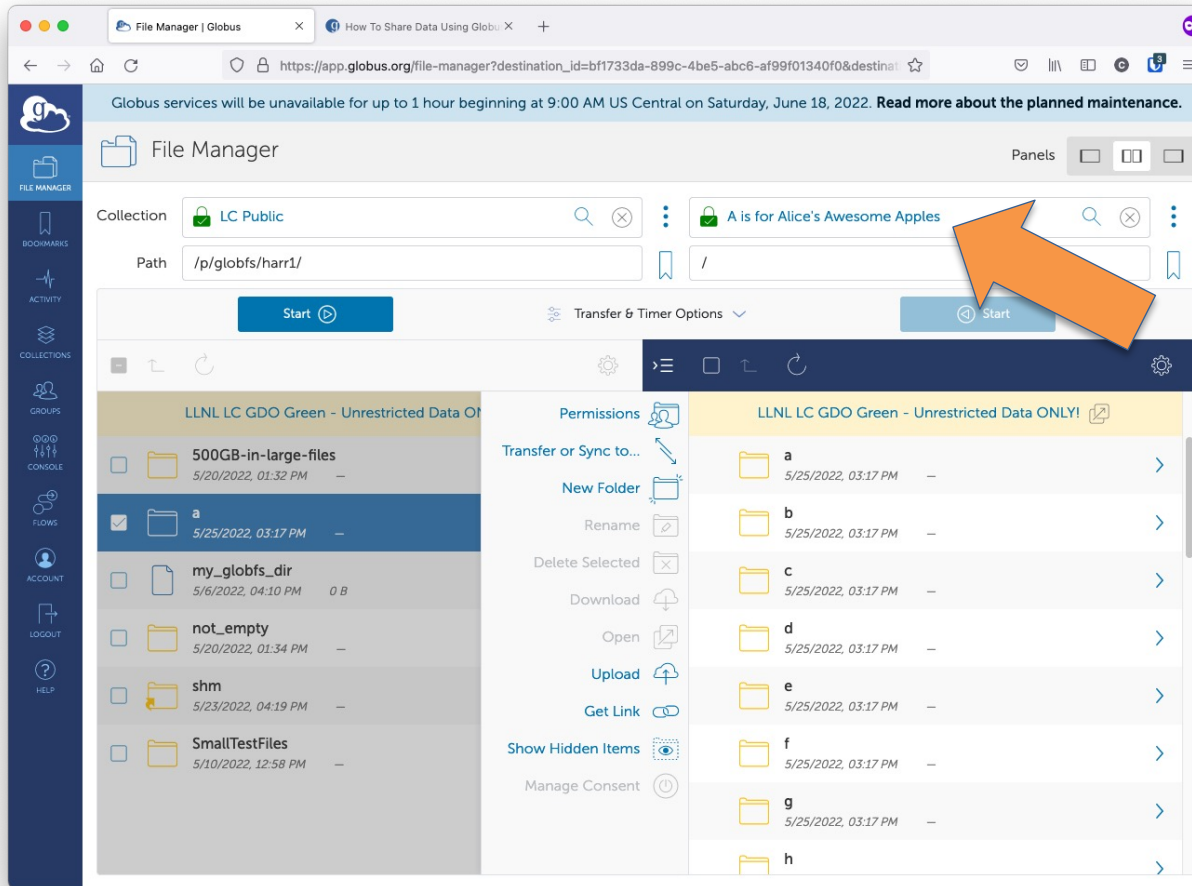 File Manager | Globus
How To Share Data Using Globu
https://app.globus.org/file-manager?destination_id=bf1733da-899c-4be5-abc6-af99f01340f0&destinat
3
Globus services will be unavailable for up to 1 hour beginning at 9:00 AM US Central on Saturday, June 18, 2022. Read more about the planned maintenance.
g
File Manager
Panels
FILE MANAGER
BOOKMARKS
ACTIVITY
COLLECTIONS
GROUPS
CONSOLE
FLOWS
ACCOUNT
LOGOUT
HELP
Collection
LC Public
A is for Alice's Awesome Apples
Path
/p/globfs/harr1/
/
Start
Transfer & Timer Options
Start
LLNL LC GDO Green - Unrestricted Data ON
500GB-in-large-files
5/20/2022, 01:32 PM —
a
5/25/2022, 03:17 PM —
my_globfs_dir
5/6/2022, 04:10 PM 0 B
not_empty
5/20/2022, 01:34 PM —
shm
5/23/2022, 04:19 PM —
SmallTestFiles
5/10/2022, 12:58 PM —
Permissions
Transfer or Sync to...
New Folder
Rename
Delete Selected
Download
Open
Upload
Get Link
Show Hidden Items
Manage Consent
LLNL LC GDO Green - Unrestricted Data ONLY!
a
5/25/2022, 03:17 PM —
b
5/25/2022, 03:17 PM —
c
5/25/2022, 03:17 PM —
d
5/25/2022, 03:17 PM —
e
5/25/2022, 03:17 PM —
f
5/25/2022, 03:17 PM —
g
5/25/2022, 03:17 PM —
h